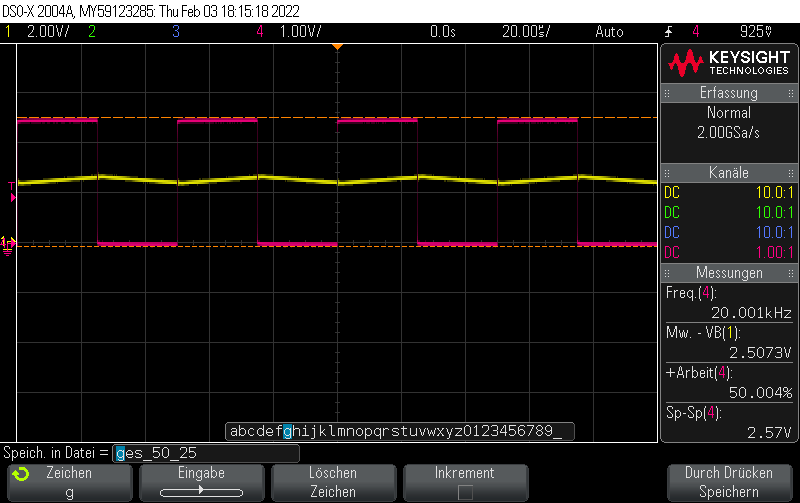 DSO-X 2004A, MY59123285: Thu Feb 03 18:15:18 2022
1 2.00V/ 2 3 4 1.00V/ 0.0s 20.00㎲/ Auto 4 925mV
KEYSIGHT
TECHNOLOGIES
Erfassung
Normal
2.00GSa/s
Kanäle
DC 10.0:1
DC 10.0:1
DC 10.0:1
DC 1.00:1
Messungen
Freq.(4):
20.001kHz
Mw. - VB(1):
2.5073V
+Arbeit(4):
50.004%
Sp-Sp(4):
2.57V
T
abcdefghijklmnopqrstuvwxyz0123456789_
Speich. in Datei = ges_50_25
Zeichen
g
Eingabe
Löschen
Zeichen
Inkrement
Durch Drücken
Speichern